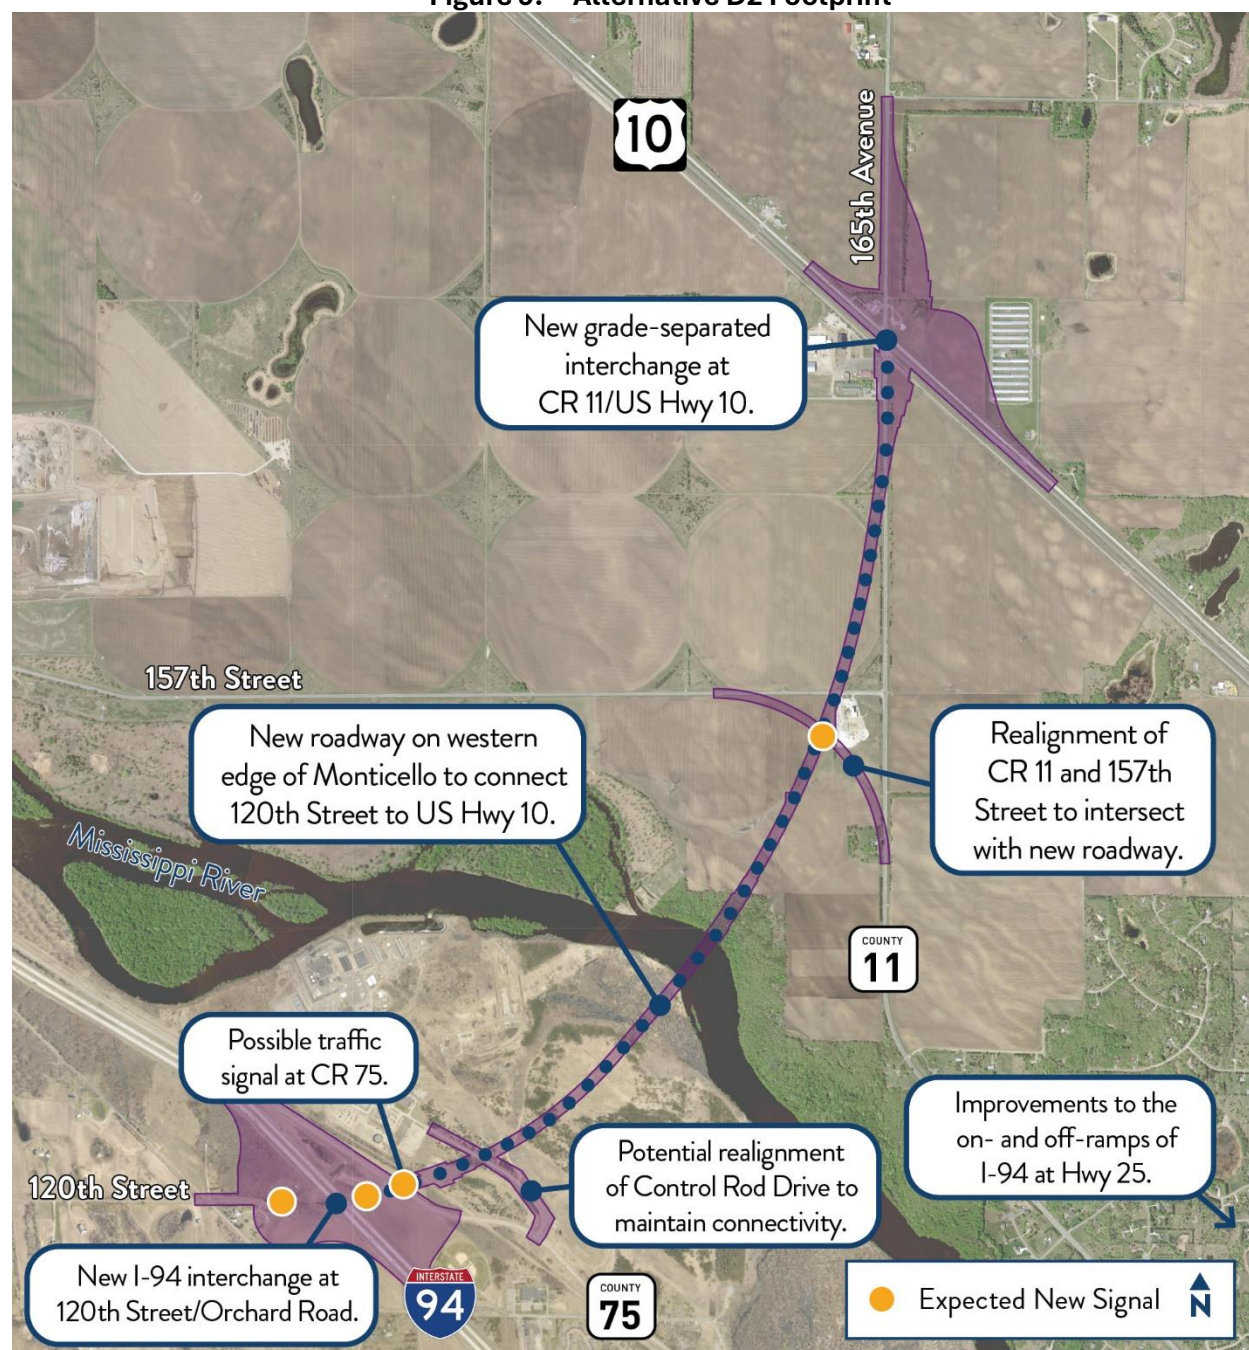 Figure Alternative D2 Footprint
10
165th Avenue
New grade-separated
interchange at
CR 11/US Hwy 10.
157th Street
New roadway on western
edge of Monticello to connect
120th Street to US Hwy 10.
Realignment of
CR 11 and 157th
Street to intersect
with new roadway.
Mississippi River
COUNTY
11
Possible traffic
signal at CR 75.
Improvements to the
on- and off-ramps of
I-94 at Hwy 25.
120th Street
Potential realignment
of Control Rod Drive to
maintain connectivity.
New I-94 interchange at
120th Street/Orchard Road.
INTERSTATE
94
COUNTY
75
Expected New Signal
N